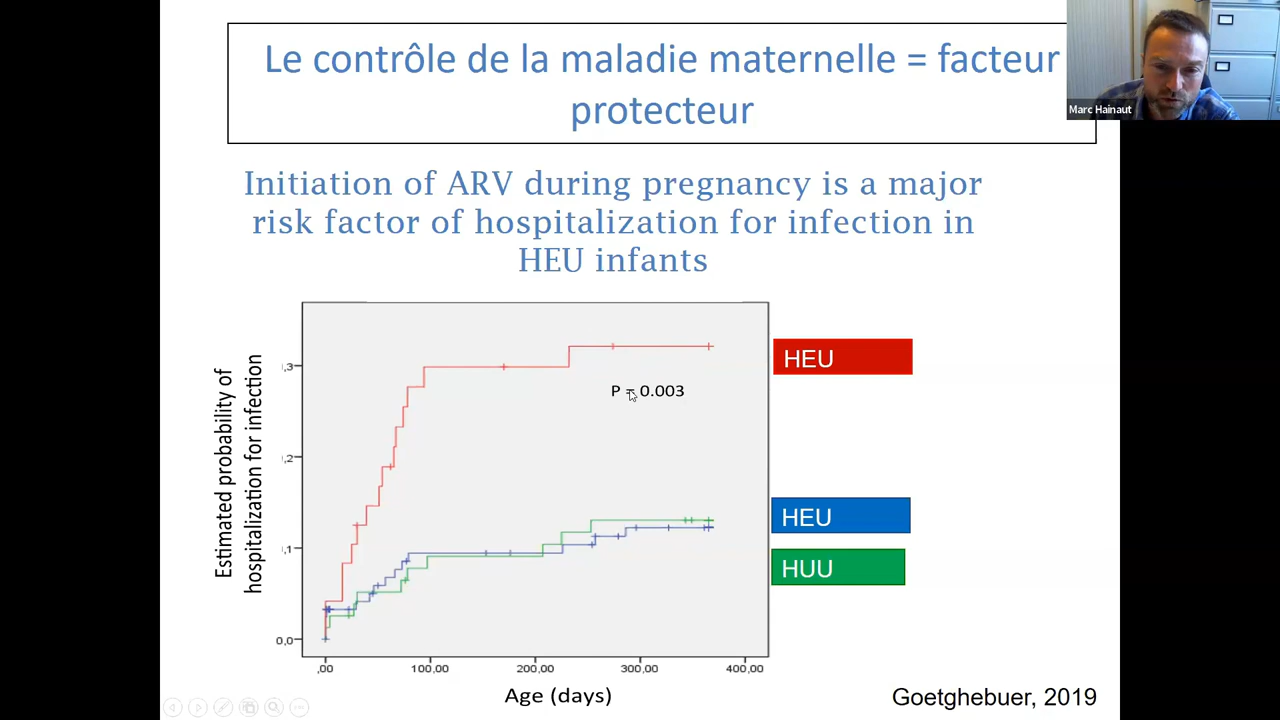 Le contrôle de la maladie maternelle = facteur
protecteur
Marc Hainaut
Initiation of ARV during pregnancy is a major
risk factor of hospitalization for infection in
HEU infants
Estimated probability of
hospitalization for infection
,3
,2
,1
0,0
P = 0.003
HEU
HEU
HUU
,00
100,00
200,00
300,00
400,00
Age (days)
Goetghebuer, 2019